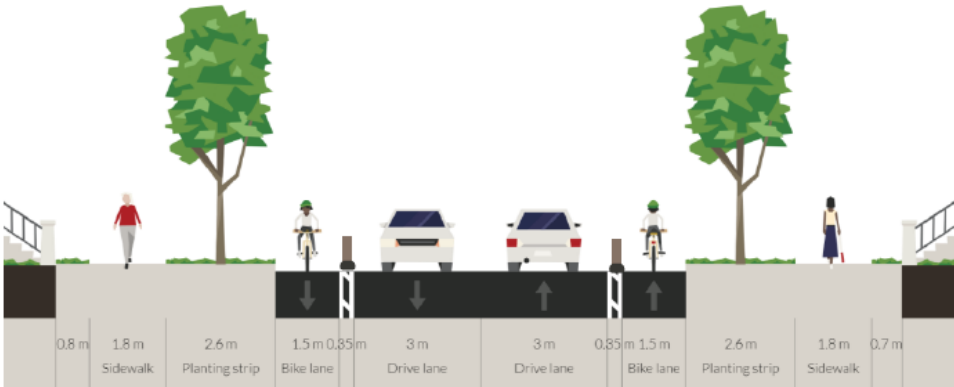 0.8 m 1.8 m 2.6 m 1.5 m 0.35 m 3 m 3 m 0.35 m 1.5 m 2.6 m 1.8 m 0.7 m
Sidewalk Planting strip Bike lane Drive lane Drive lane Bike lane Planting strip Sidewalk